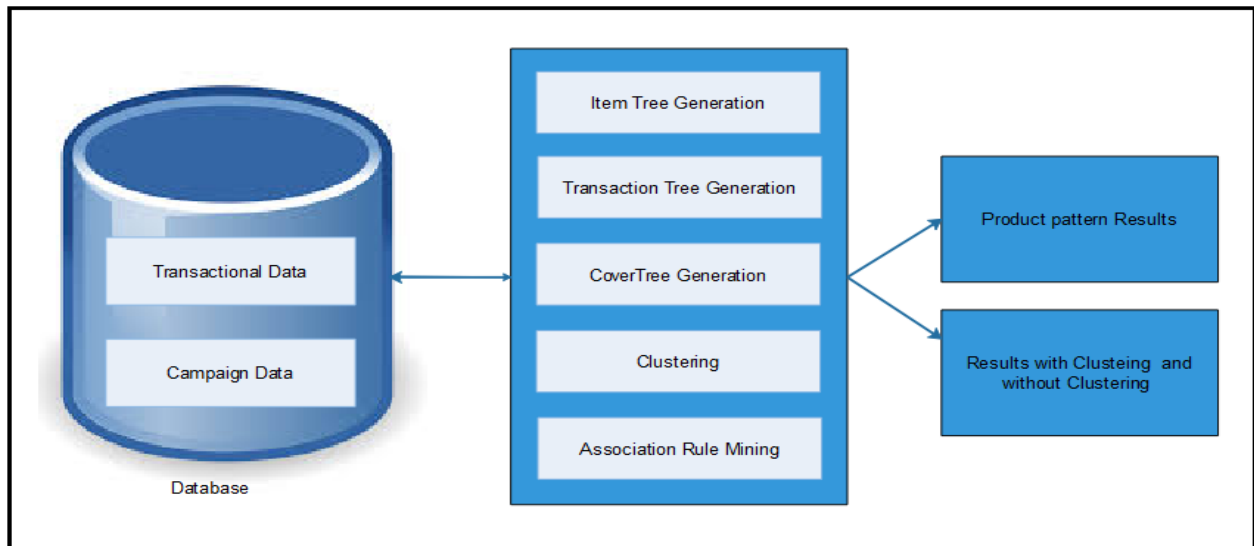 Transactional Data
Campaign Data
Database
Item Tree Generation
Transaction Tree Generation
CoverTree Generation
Clustering
Association Rule Mining
Product pattern Results
Results with Clusteing and
without Clustering